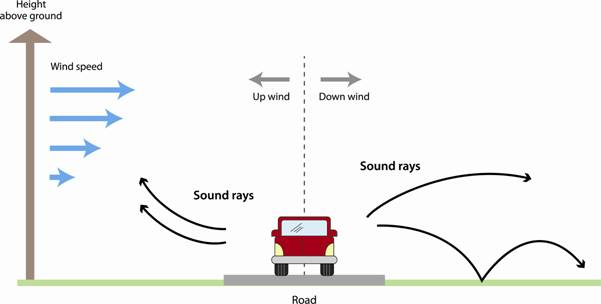 Height
above ground
Wind speed
Up wind
Down wind
Sound rays
Sound rays
Road